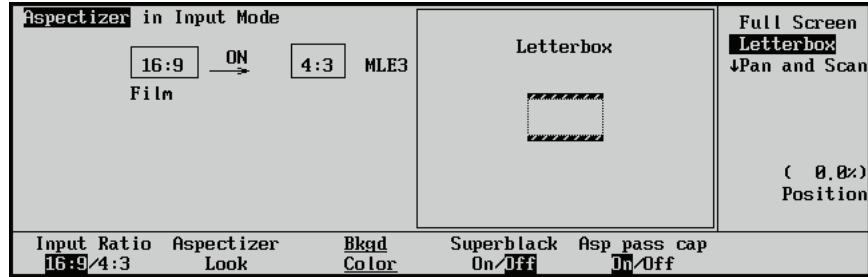 Aspectizer in Input Mode
16:9 ON 4:3 MLE3
Film
Letterbox
Full Screen
Letterbox
↓Pan and Scan
( 0.0%)
Position
Input Ratio Aspectizer Bkgd Superblack Asp pass cap
16:9/4:3 Look Color On/Off On/Off